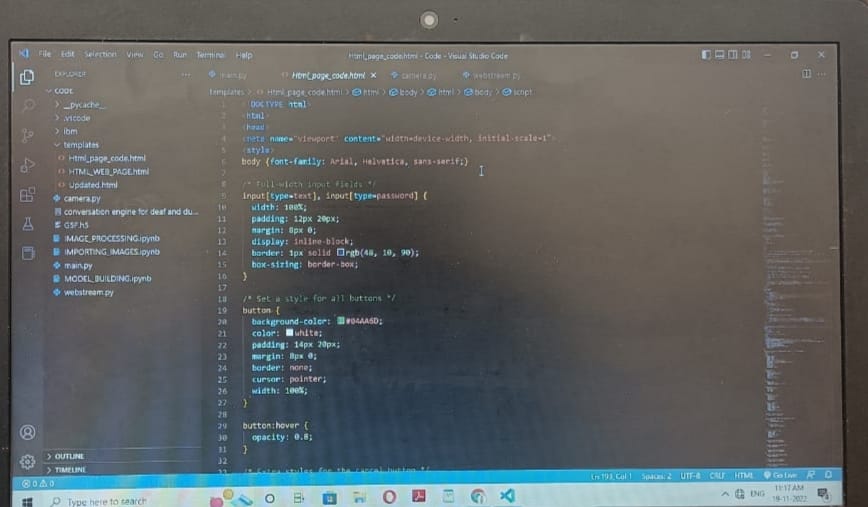 File Edit Selection View Go Run Terminal Help
Html_page_code.html - Code - Visual Studio Code
EXPLORER
main.py
Html_page_code.html
camera.py
webstream.py
CODE
__pycache__
.vscode
ibm
templates
Html_page_code.html
HTML_WEB_PAGE.html
Updated.html
camera.py
conversation engine for deaf and du...
GSF.h5
IMAGE_PROCESSING.ipynb
IMPORTING_IMAGES.ipynb
main.py
MODEL_BUILDING.ipynb
webstream.py
OUTLINE
TIMELINE
templates > Html_page_code.html > html > body > html > body > script
1 <!DOCTYPE html>
2 <html>
3 <head>
4 <meta name="viewport" content="width=device-width, initial-scale=1">
5 <style>
6 body {font-family: Arial, Helvetica, sans-serif;}
7
8 /* Full-width input fields */
9 input[type=text], input[type=password] {
10 width: 100%;
11 padding: 12px 20px;
12 margin: 8px 0;
13 display: inline-block;
14 border: 1px solid rgb(48, 10, 90);
15 box-sizing: border-box;
16 }
17
18 /* Set a style for all buttons */
19 button {
20 background-color: #04AA6D;
21 color: white;
22 padding: 14px 20px;
23 margin: 8px 0;
24 border: none;
25 cursor: pointer;
26 width: 100%;
27 }
28
29 button:hover {
30 opacity: 0.8;
31 }
32
33 /* Extra styles for the cancel button */
0 0
Ln 193, Col 1 Spaces: 2 UTF-8 CRLF HTML Go Live
Type here to search
ENG
11:17 AM
19-11-2022